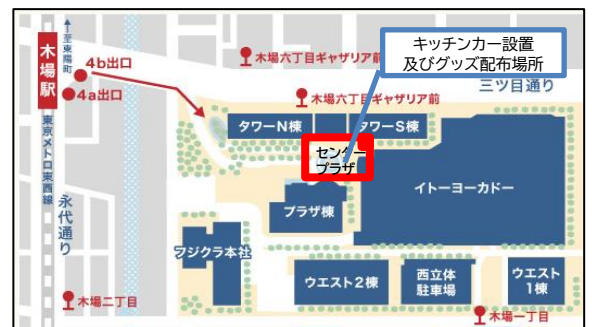 キッチンカー設置
及びグッズ配布場所
至東陽町
木場駅
4b出口
4a出口
木場六丁目ギャザリア前
三ツ目通り
木場六丁目ギャザリア前
タワーN棟
タワーS棟
センター
プラザ
イトーヨーカドー
東京メトロ東西線
永代通り
プラザ棟
フジクラ本社
ウエスト2棟
西立体
駐車場
ウエスト
1棟
木場二丁目
木場一丁目